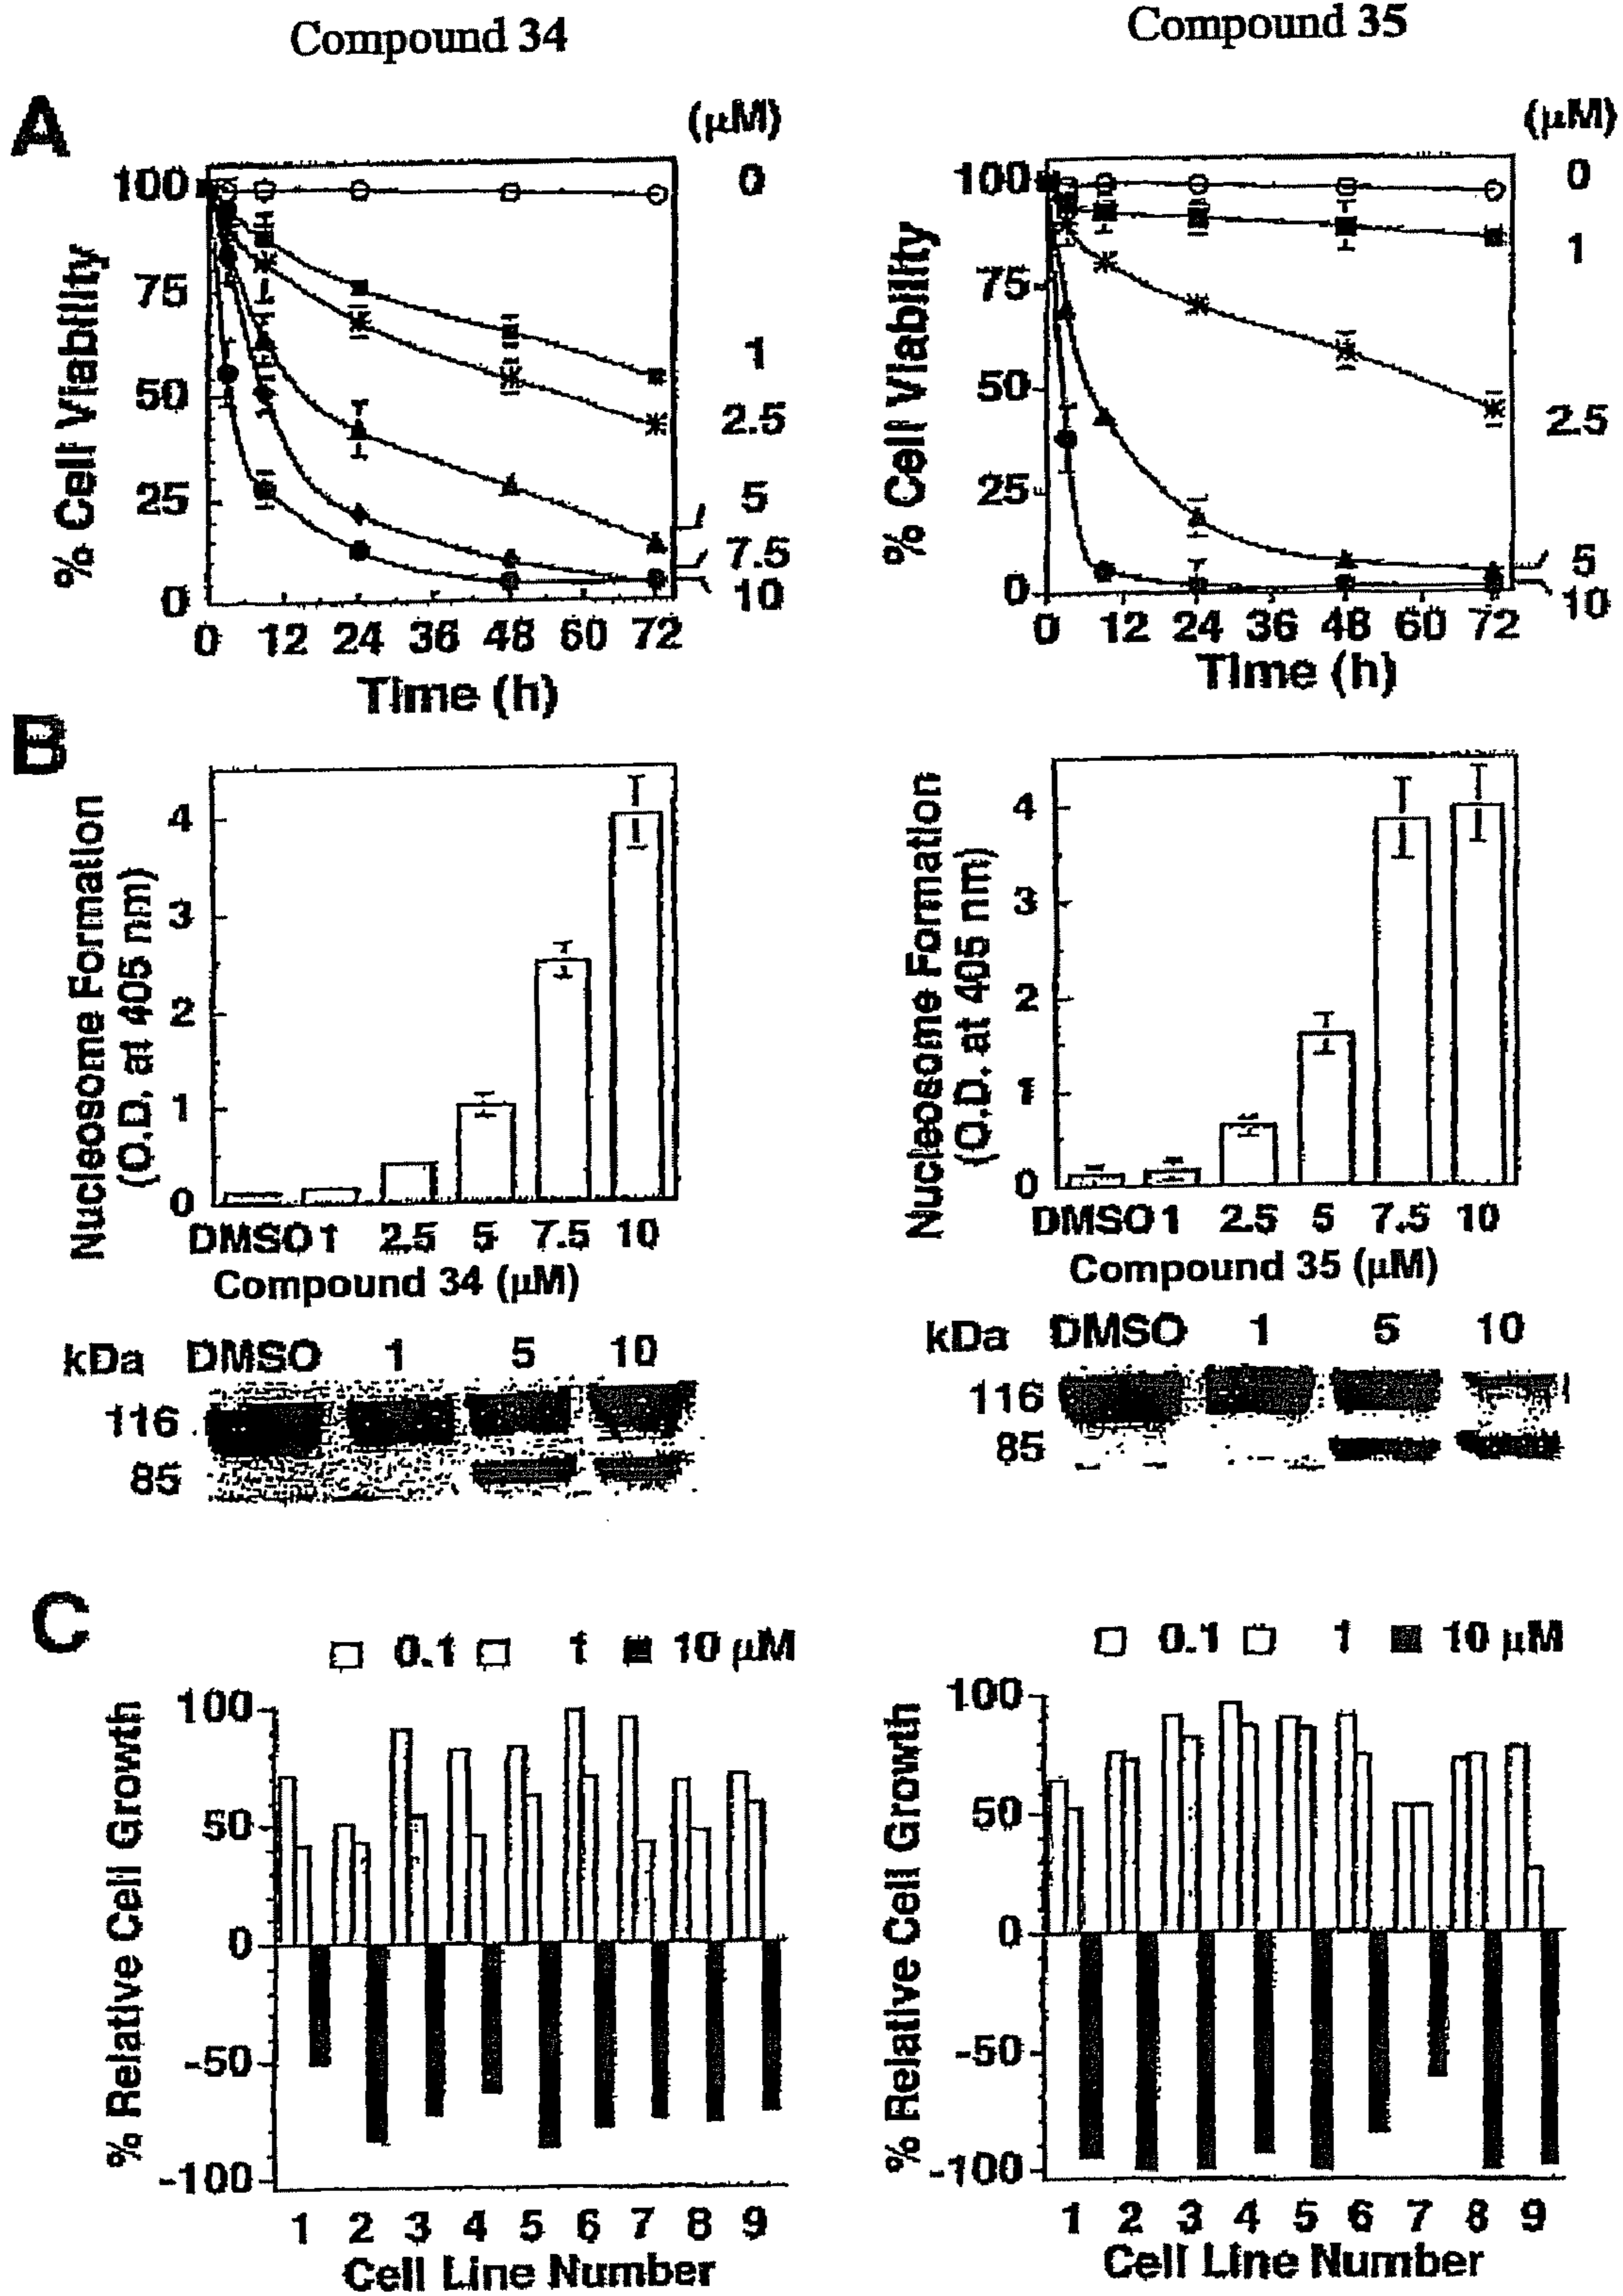 Compound 34
Compound 35
A
(μM)
100
75
50
25
0
% Cell Viability
0
1
2.5
5
7.5
10
0 12 24 36 48 60 72
Time (h)
(μM)
100
75
50
25
0
% Cell Viability
0
1
2.5
5
10
0 12 24 36 48 60 72
Time (h)
B
Nucleosome Formation
(O.D. at 405 nm)
4
3
2
1
0
DMSO 1 2.5 5 7.5 10
Compound 34 (μM)
Nucleosome Formation
(O.D. at 405 nm)
4
3
2
1
0
DMSO 1 2.5 5 7.5 10
Compound 35 (μM)
kDa DMSO 1 5 10
116
85
kDa DMSO 1 5 10
116
85
C
0.1 1 10 μM
% Relative Cell Growth
100
50
0
-50
-100
1 2 3 4 5 6 7 8 9
Cell Line Number
0.1 1 10 μM
% Relative Cell Growth
100
50
0
-50
-100
1 2 3 4 5 6 7 8 9
Cell Line Number